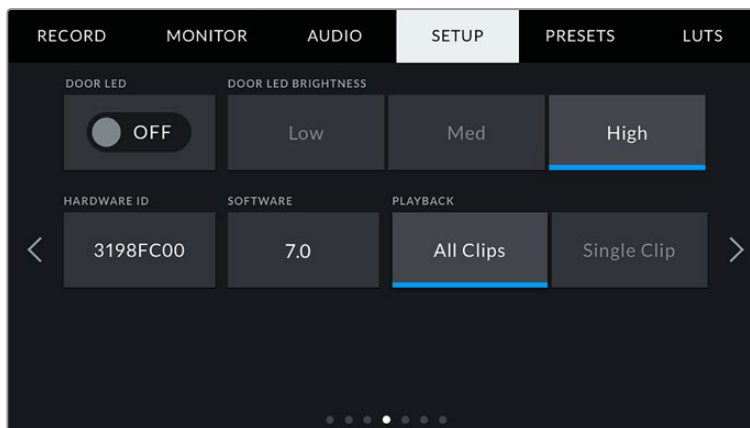 RECORD MONITOR AUDIO SETUP PRESETS LUTS
DOOR LED DOOR LED BRIGHTNESS
OFF Low Med High
HARDWARE ID SOFTWARE PLAYBACK
3198FC00 7.0 All Clips Single Clip